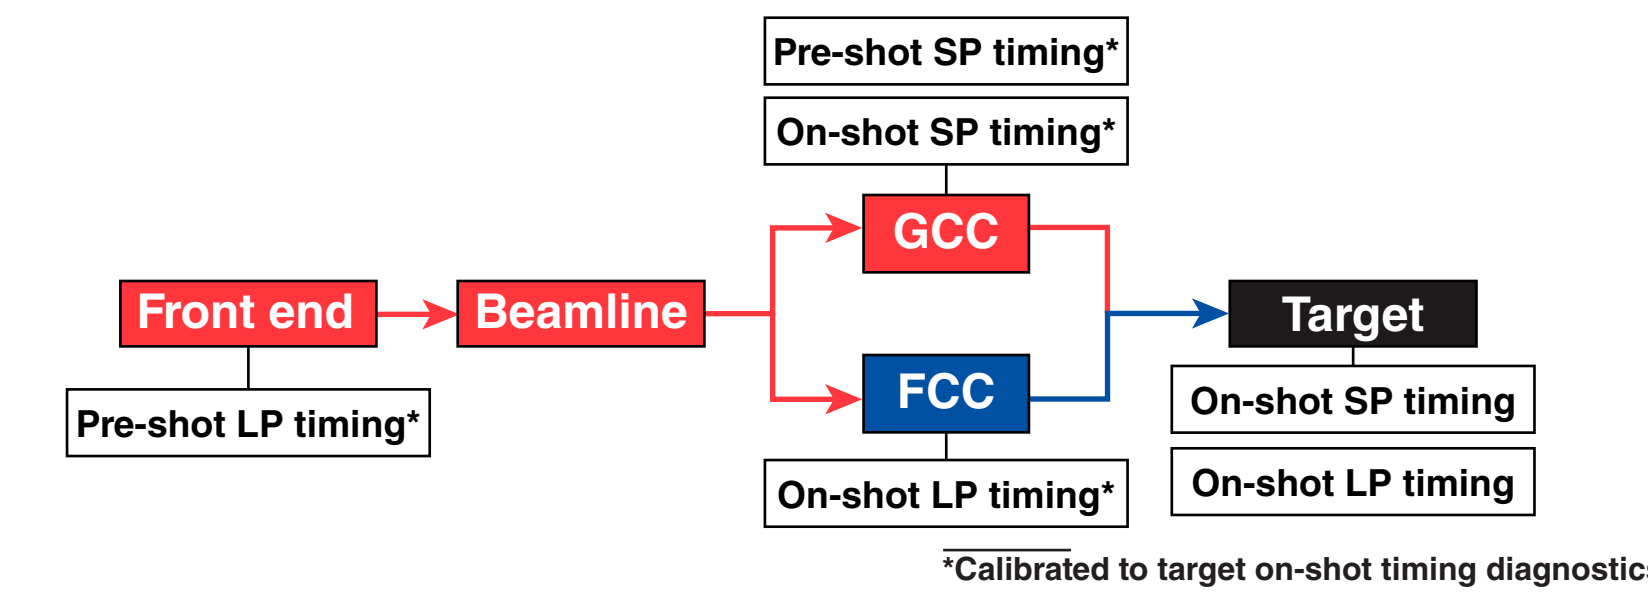 Pre-shot SP timing*
On-shot SP timing*
GCC
Front end
Beamline
Target
Pre-shot LP timing*
FCC
On-shot SP timing
On-shot LP timing
On-shot LP timing*
*Calibrated to target on-shot timing diagnostics